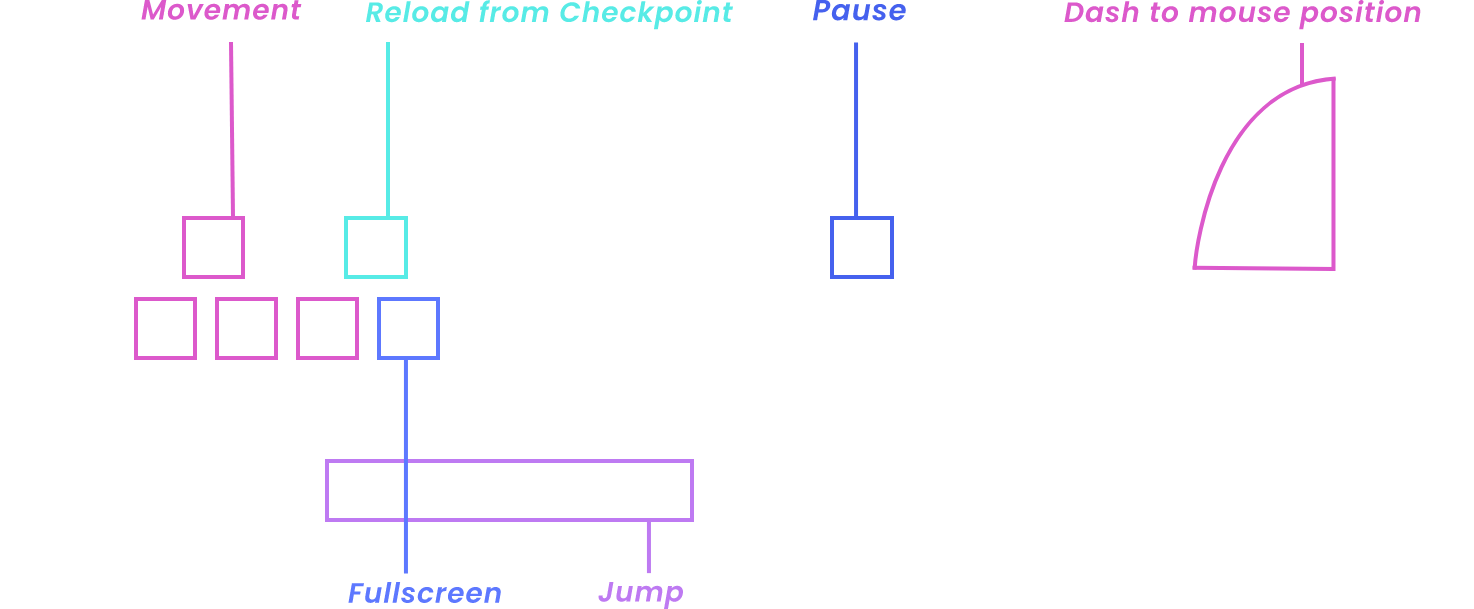 Movement
Reload from Checkpoint
Pause
Dash to mouse position
Fullscreen
Jump